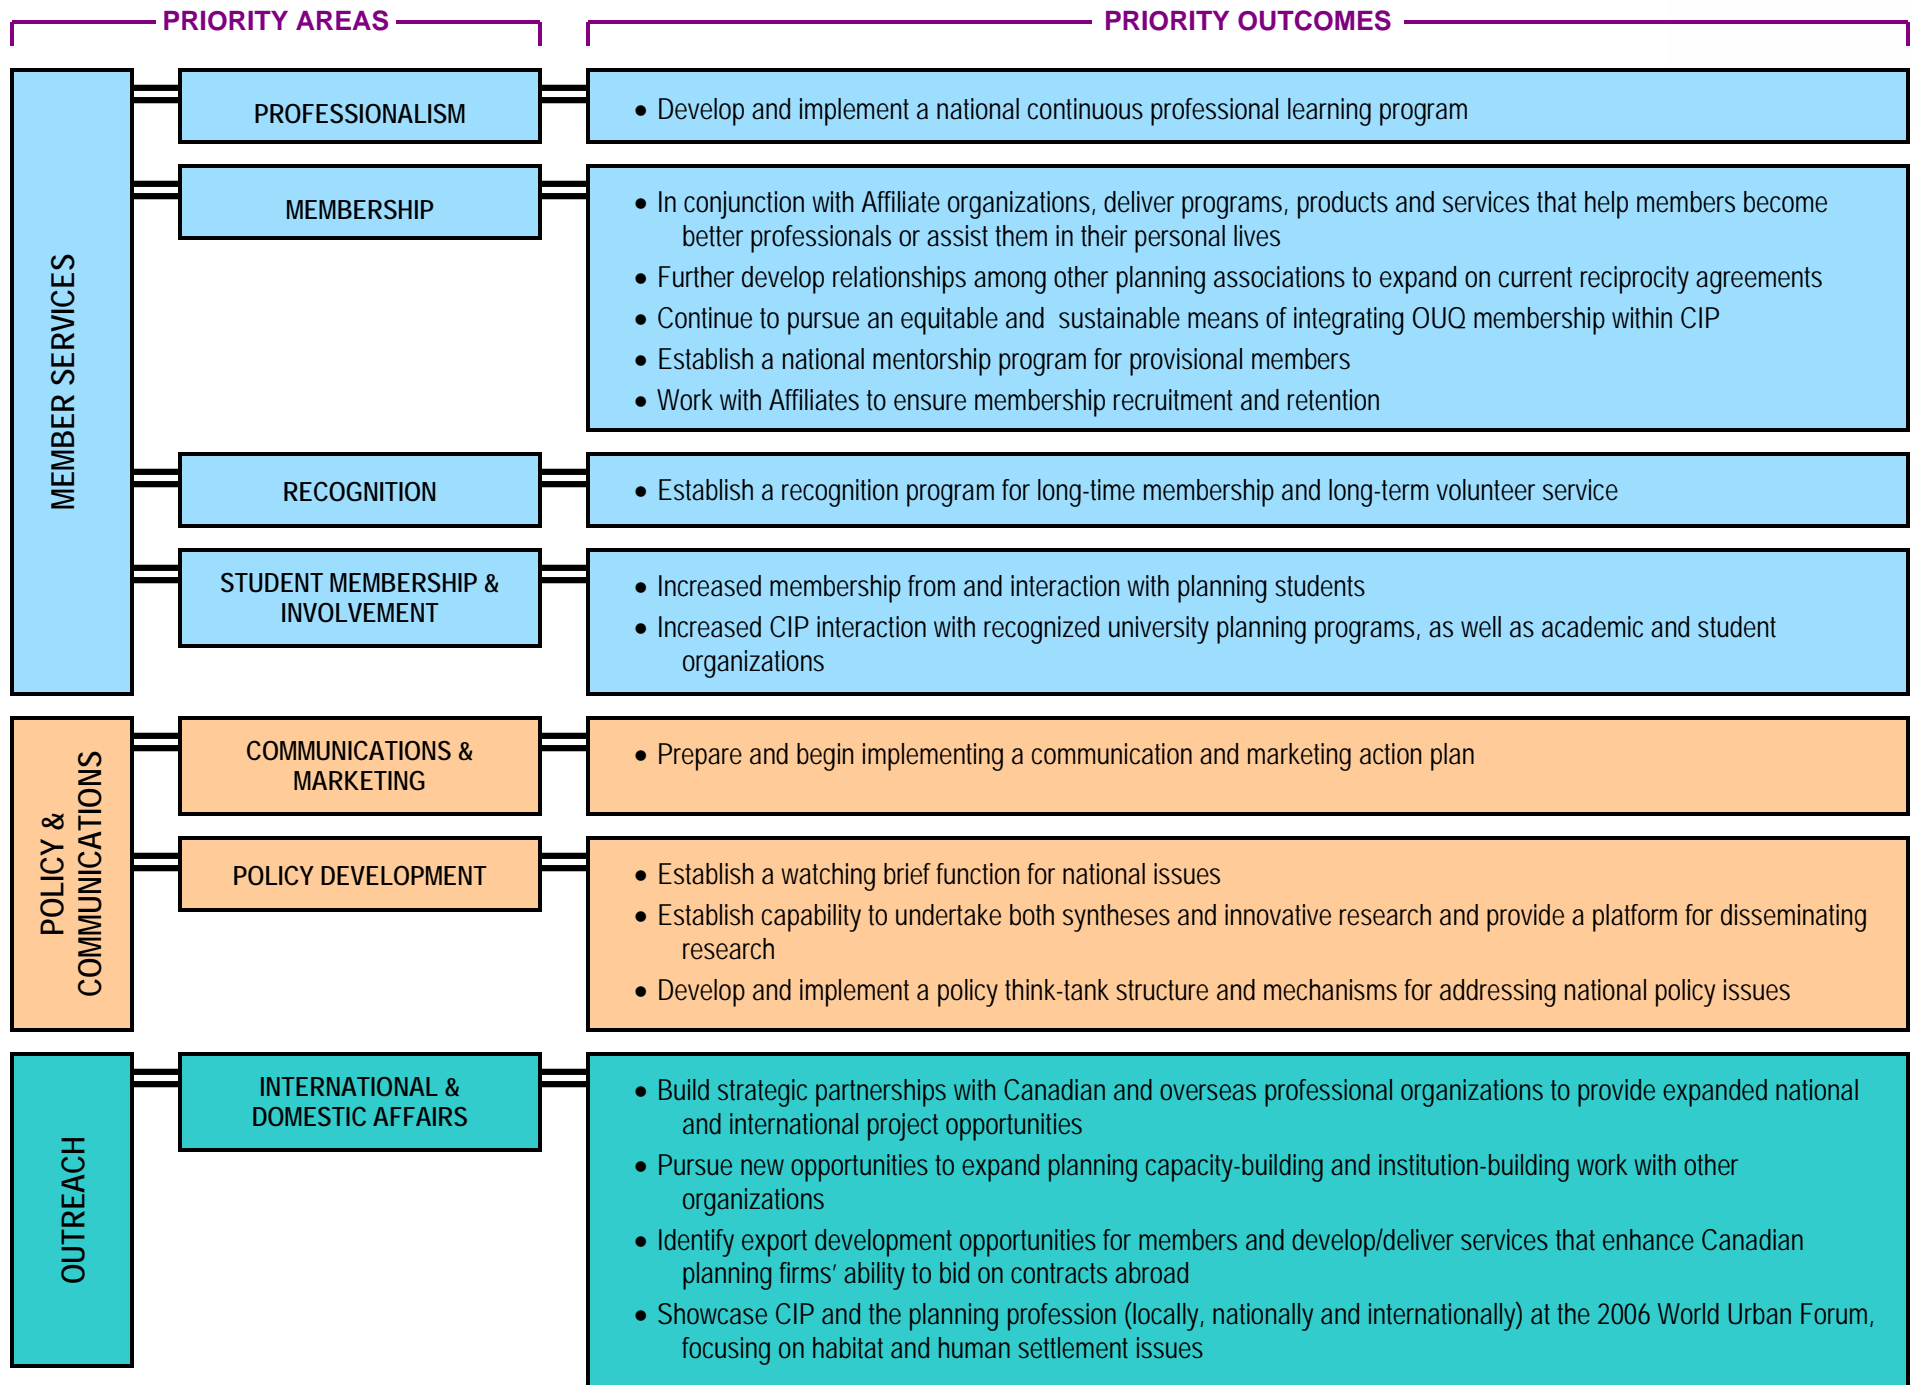 PRIORITY AREAS
PRIORITY OUTCOMES
MEMBER SERVICES
PROFESSIONALISM
• Develop and implement a national continuous professional learning program
MEMBERSHIP
• In conjunction with Affiliate organizations, deliver programs, products and services that help members become
better professionals or assist them in their personal lives
• Further develop relationships among other planning associations to expand on current reciprocity agreements
• Continue to pursue an equitable and  sustainable means of integrating OUQ membership within CIP
• Establish a national mentorship program for provisional members
• Work with Affiliates to ensure membership recruitment and retention
RECOGNITION
• Establish a recognition program for long-time membership and long-term volunteer service
STUDENT MEMBERSHIP &
INVOLVEMENT
• Increased membership from and interaction with planning students
• Increased CIP interaction with recognized university planning programs, as well as academic and student
organizations
POLICY &
COMMUNICATIONS
COMMUNICATIONS &
MARKETING
• Prepare and begin implementing a communication and marketing action plan
POLICY DEVELOPMENT
• Establish a watching brief function for national issues
• Establish capability to undertake both syntheses and innovative research and provide a platform for disseminating
research
• Develop and implement a policy think-tank structure and mechanisms for addressing national policy issues
OUTREACH
INTERNATIONAL &
DOMESTIC AFFAIRS
• Build strategic partnerships with Canadian and overseas professional organizations to provide expanded national
and international project opportunities
• Pursue new opportunities to expand planning capacity-building and institution-building work with other
organizations
• Identify export development opportunities for members and develop/deliver services that enhance Canadian
planning firms’ ability to bid on contracts abroad
• Showcase CIP and the planning profession (locally, nationally and internationally) at the 2006 World Urban Forum,
focusing on habitat and human settlement issues